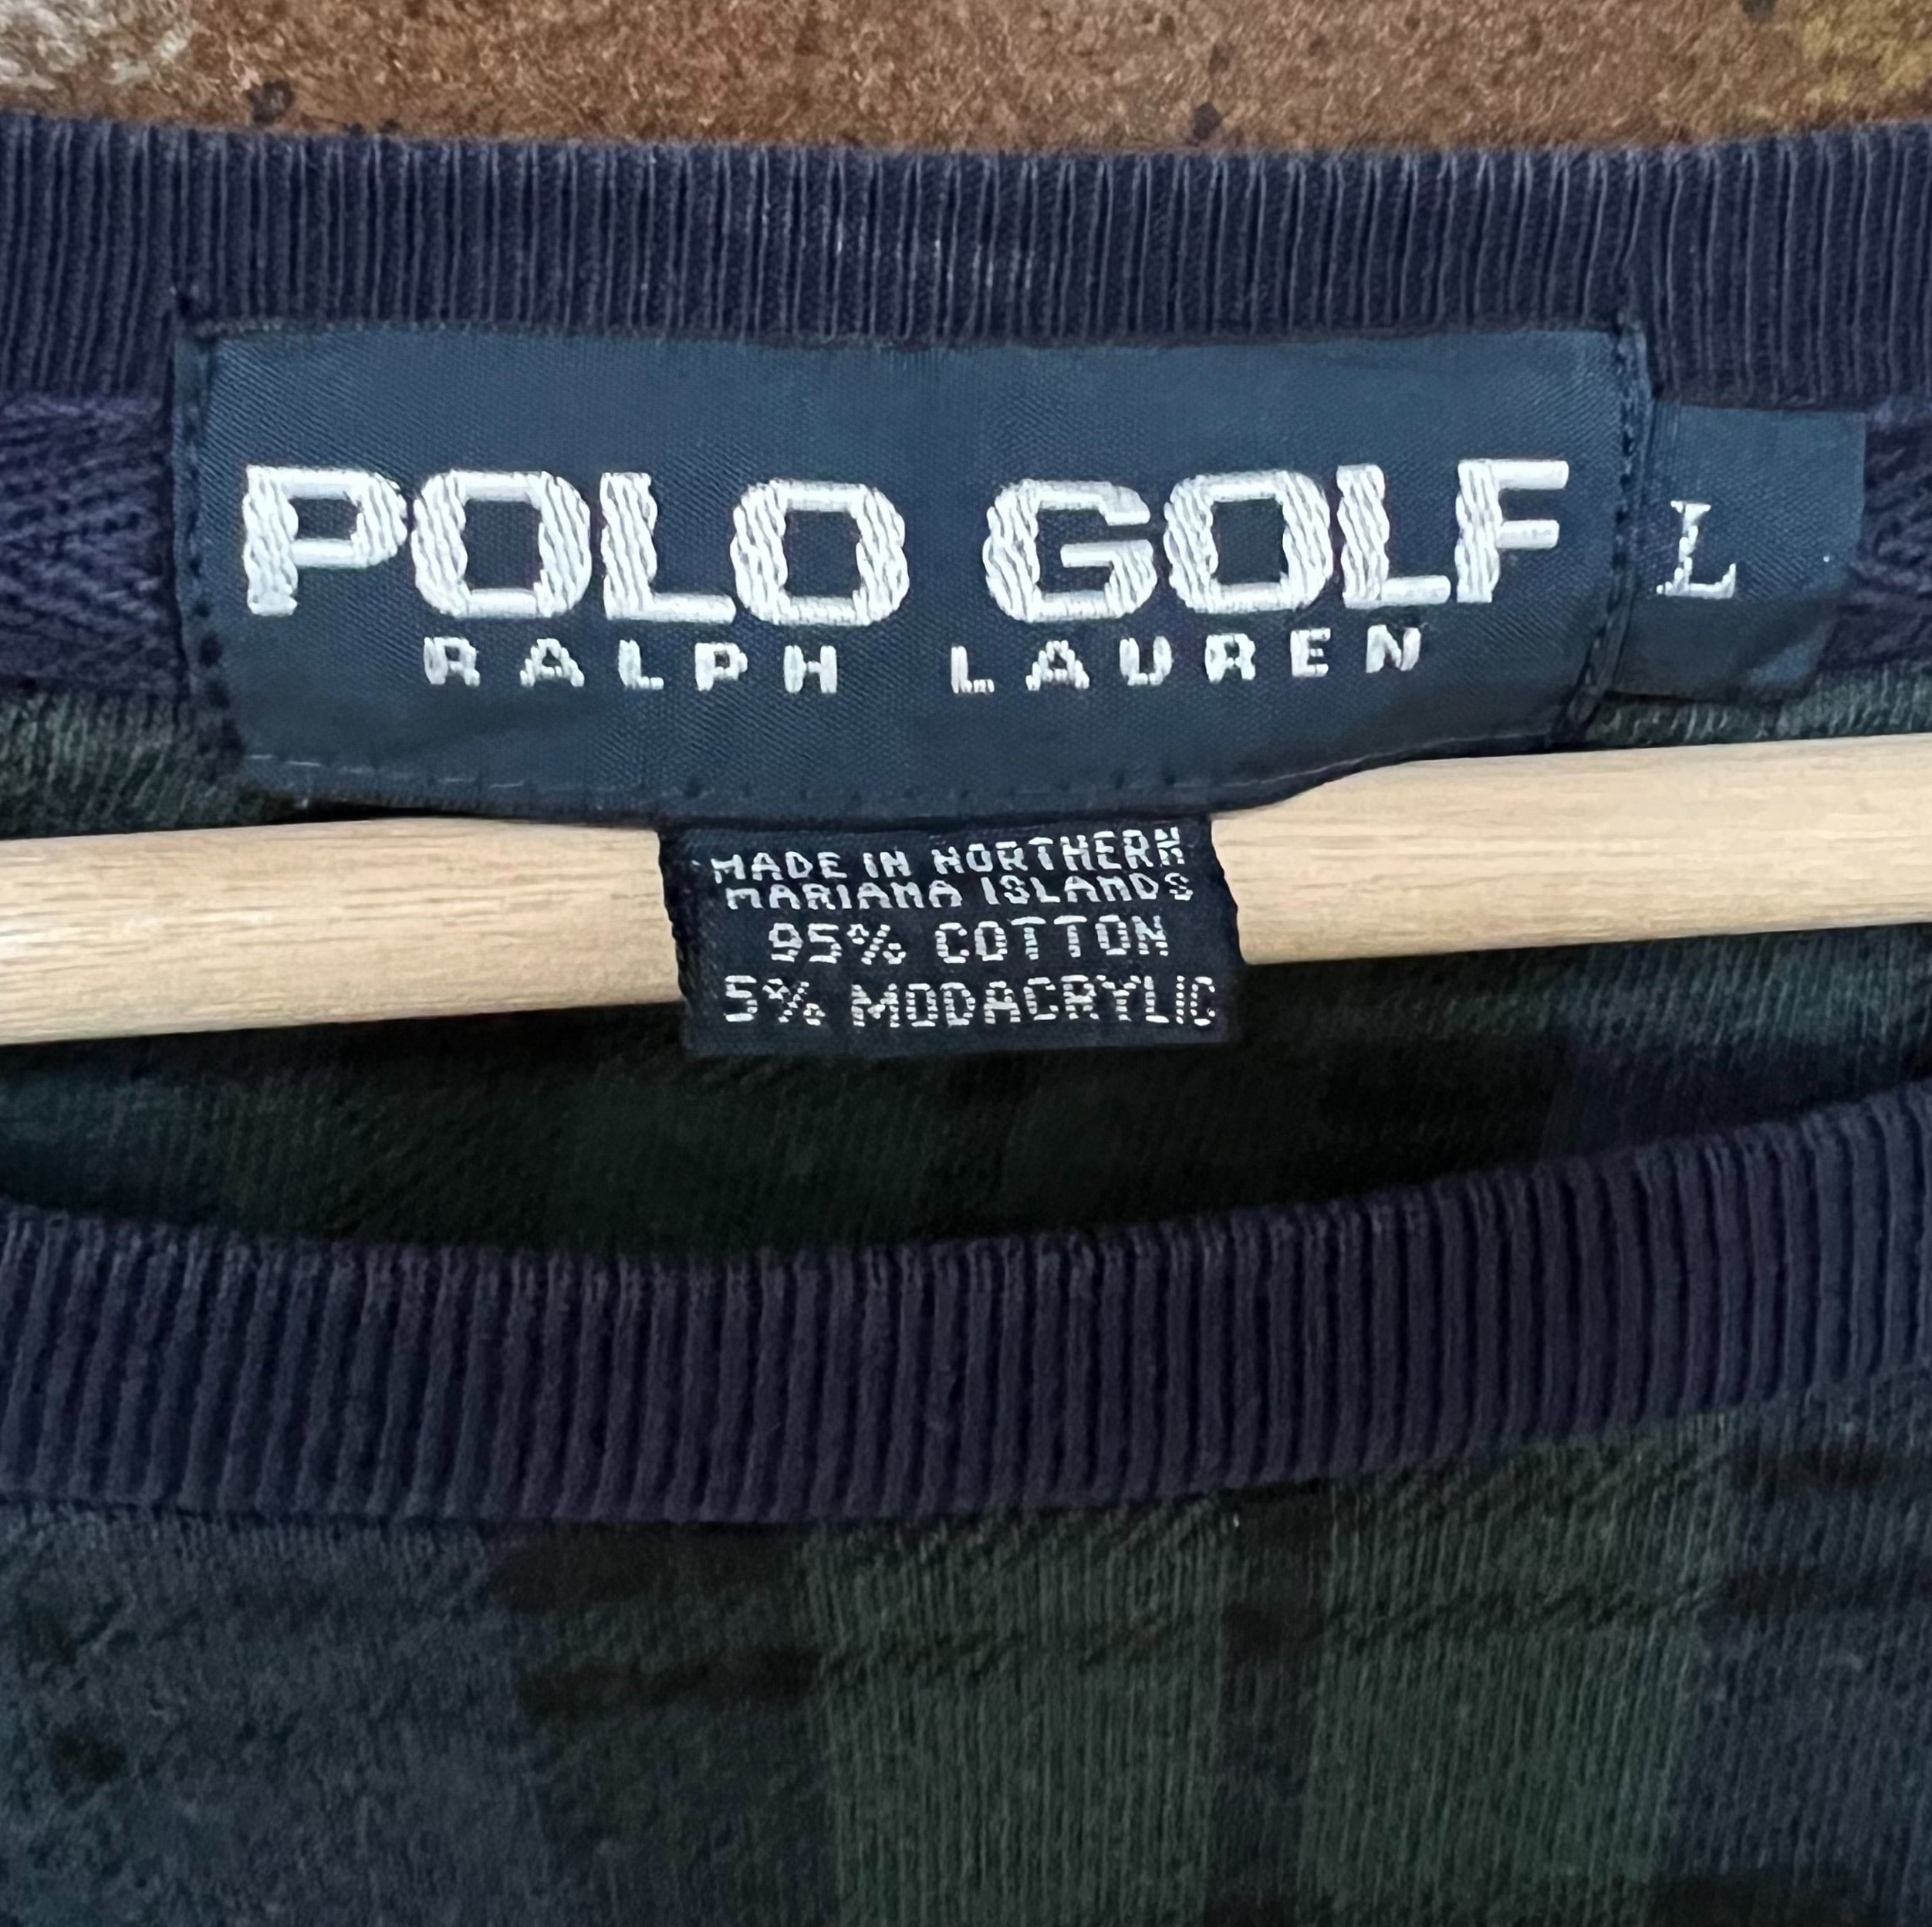 POLO GOLF
RALPH LAUREN
L
MADE IN NORTHERN
MARIANA ISLANDS
95% COTTON
5% MODACRYLIC